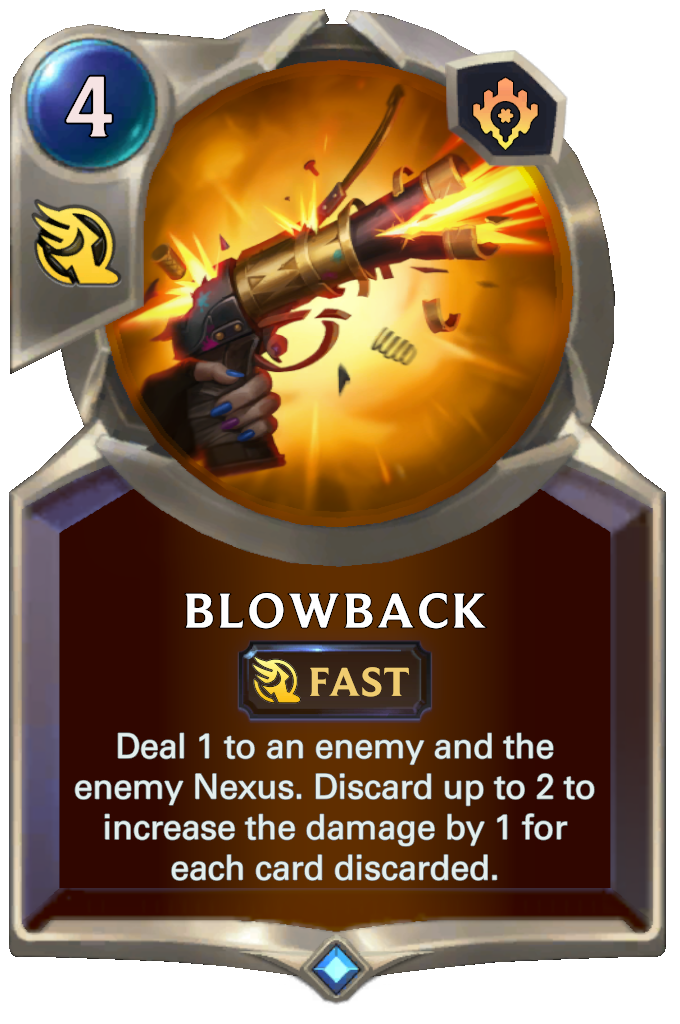 4
BLOWBACK
FAST
Deal 1 to an enemy and the
enemy Nexus. Discard up to 2 to
increase the damage by 1 for
each card discarded.